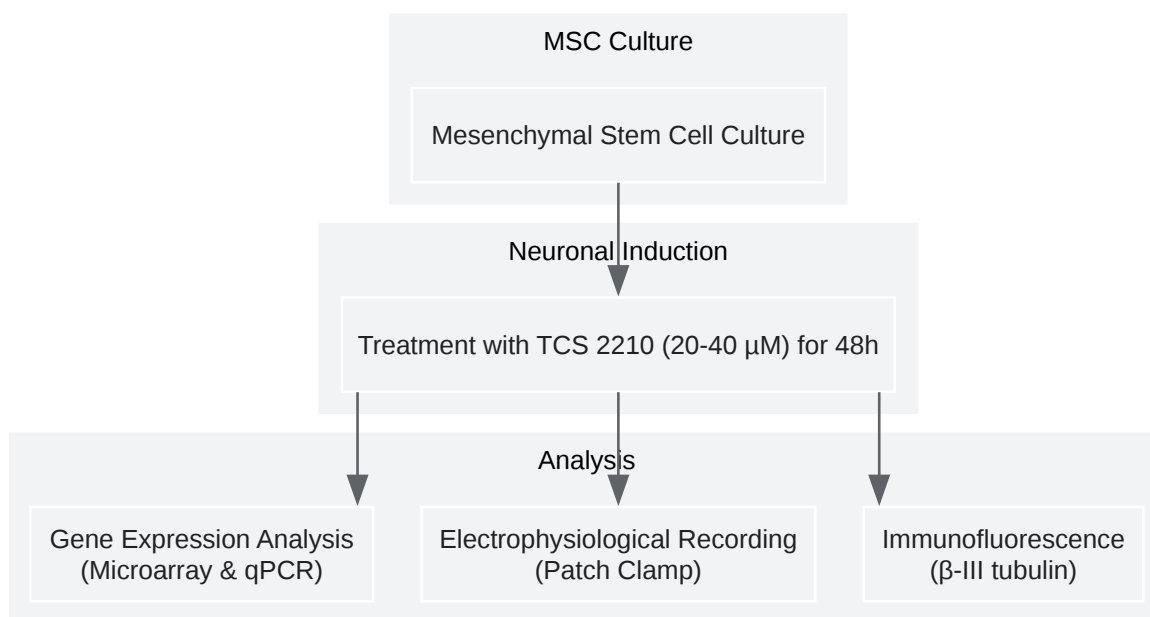 MSC Culture
Mesenchymal Stem Cell Culture
Neuronal Induction
Treatment with TCS 2210 (20-40 µM) for 48h
Analysis
Gene Expression Analysis
(Microarray & qPCR)
Electrophysiological Recording
(Patch Clamp)
Immunofluorescence
(β-III tubulin)